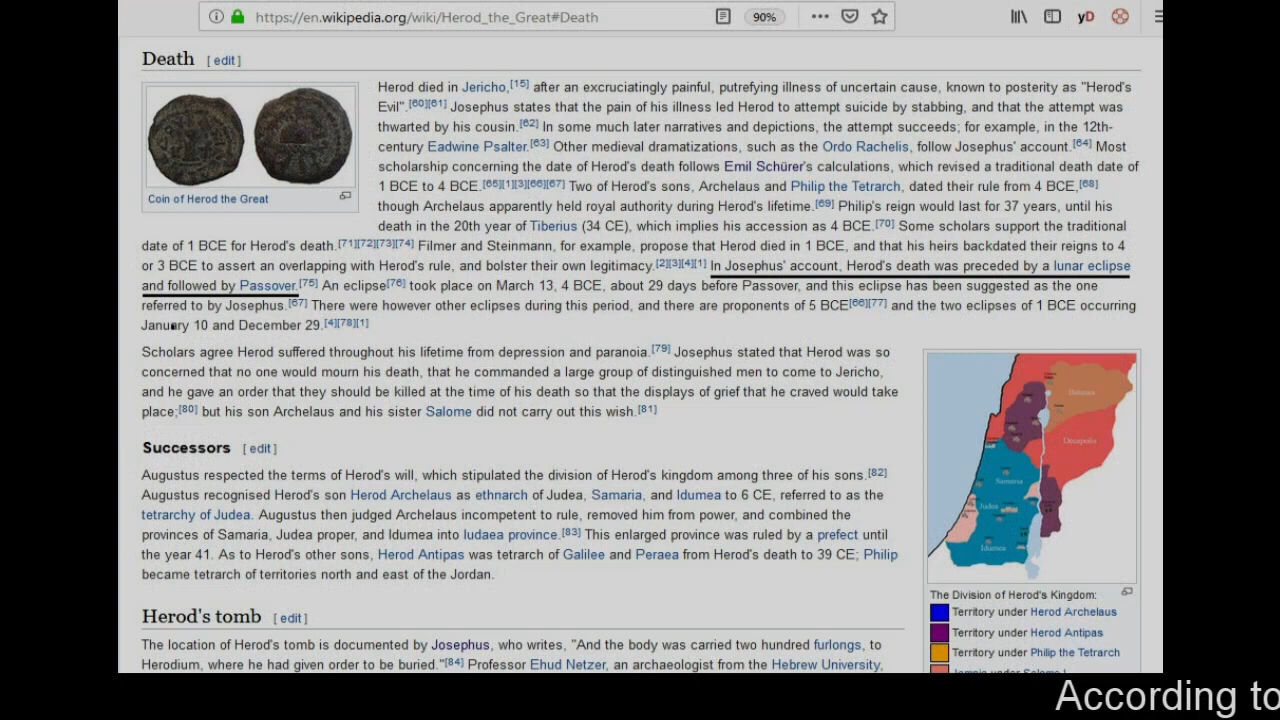 https://en.wikipedia.org/wiki/Herod_the_Great#Death
90%
yD
Death [ edit ]
Herod died in Jericho,[15] after an excruciatingly painful, putrefying illness of uncertain cause, known to posterity as "Herod's
Evil".[60][61] Josephus states that the pain of his illness led Herod to attempt suicide by stabbing, and that the attempt was
thwarted by his cousin.[62] In some much later narratives and depictions, the attempt succeeds; for example, in the 12th-
century Eadwine Psalter.[63] Other medieval dramatizations, such as the Ordo Rachelis, follow Josephus' account.[64] Most
scholarship concerning the date of Herod's death follows Emil Schürer's calculations, which revised a traditional death date of
1 BCE to 4 BCE.[65][1][3][66][67] Two of Herod's sons, Archelaus and Philip the Tetrarch, dated their rule from 4 BCE,[68]
Coin of Herod the Great
though Archelaus apparently held royal authority during Herod's lifetime.[69] Philip's reign would last for 37 years, until his
death in the 20th year of Tiberius (34 CE), which implies his accession as 4 BCE.[70] Some scholars support the traditional
date of 1 BCE for Herod's death.[71][72][73][74] Filmer and Steinmann, for example, propose that Herod died in 1 BCE, and that his heirs backdated their reigns to 4
or 3 BCE to assert an overlapping with Herod's rule, and bolster their own legitimacy.[2][3][4][1] In Josephus' account, Herod's death was preceded by a lunar eclipse
and followed by Passover.[75] An eclipse[76] took place on March 13, 4 BCE, about 29 days before Passover, and this eclipse has been suggested as the one
referred to by Josephus.[67] There were however other eclipses during this period, and there are proponents of 5 BCE[66][77] and the two eclipses of 1 BCE occurring
January 10 and December 29.[4][78][1]
Scholars agree Herod suffered throughout his lifetime from depression and paranoia.[79] Josephus stated that Herod was so
concerned that no one would mourn his death, that he commanded a large group of distinguished men to come to Jericho,
and he gave an order that they should be killed at the time of his death so that the displays of grief that he craved would take
place;[80] but his son Archelaus and his sister Salome did not carry out this wish.[81]
Successors [ edit ]
Augustus respected the terms of Herod's will, which stipulated the division of Herod's kingdom among three of his sons.[82]
Augustus recognised Herod's son Herod Archelaus as ethnarch of Judea, Samaria, and Idumea to 6 CE, referred to as the
tetrarchy of Judea. Augustus then judged Archelaus incompetent to rule, removed him from power, and combined the
provinces of Samaria, Judea proper, and Idumea into Iudaea province.[83] This enlarged province was ruled by a prefect until
the year 41. As to Herod's other sons, Herod Antipas was tetrarch of Galilee and Peraea from Herod's death to 39 CE; Philip
became tetrarch of territories north and east of the Jordan.
Decapolis
Samaria
Judea
Idumea
The Division of Herod's Kingdom:
Territory under Herod Archelaus
Territory under Herod Antipas
Territory under Philip the Tetrarch
Jamnia under Salome I
Herod's tomb [ edit ]
The location of Herod's tomb is documented by Josephus, who writes, "And the body was carried two hundred furlongs, to
Herodium, where he had given order to be buried."[84] Professor Ehud Netzer, an archaeologist from the Hebrew University,
According to